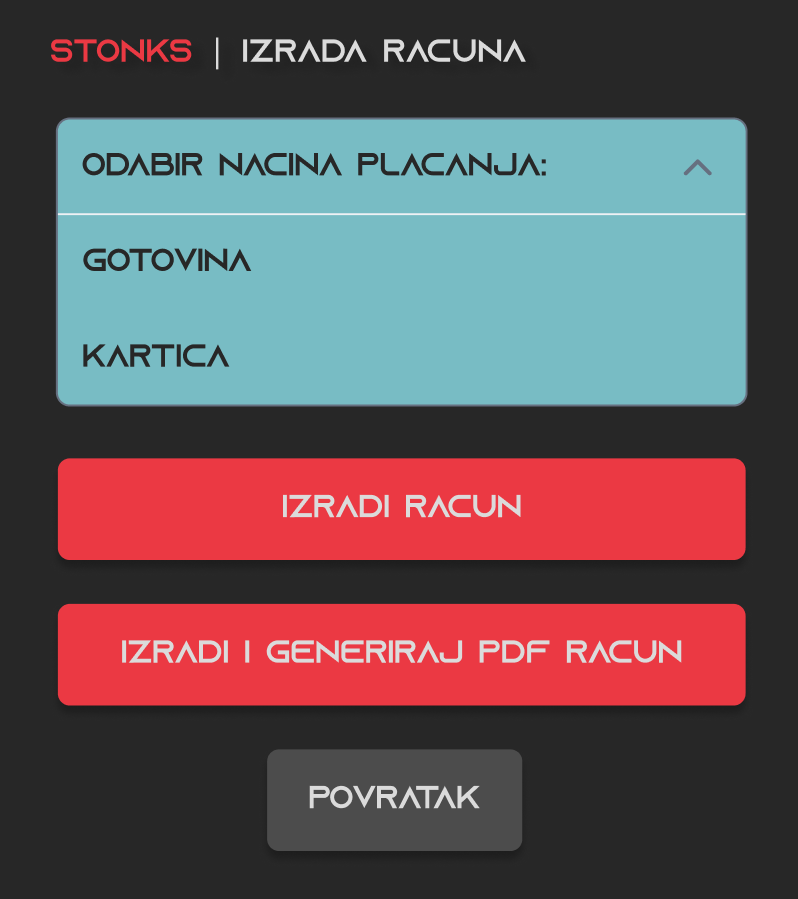 STONKS | IZRADA RACUNA
ODABIR NACINA PLACANJA:
GOTOVINA
KARTICA
IZRADI RACUN
IZRADI I GENERIRAJ PDF RACUN
POVRATAK